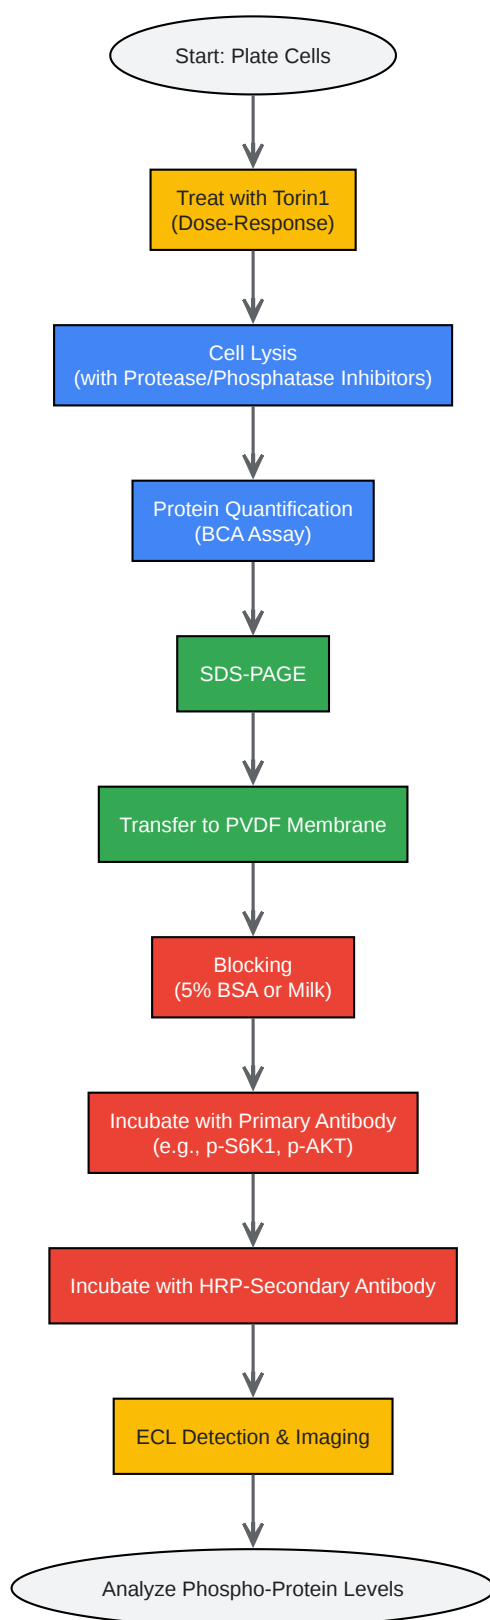 Start: Plate Cells
Treat with Torin1
(Dose-Response)
Cell Lysis
(with Protease/Phosphatase Inhibitors)
Protein Quantification
(BCA Assay)
SDS-PAGE
Transfer to PVDF Membrane
Blocking
(5% BSA or Milk)
Incubate with Primary Antibody
(e.g., p-S6K1, p-AKT)
Incubate with HRP-Secondary Antibody
ECL Detection & Imaging
Analyze Phospho-Protein Levels